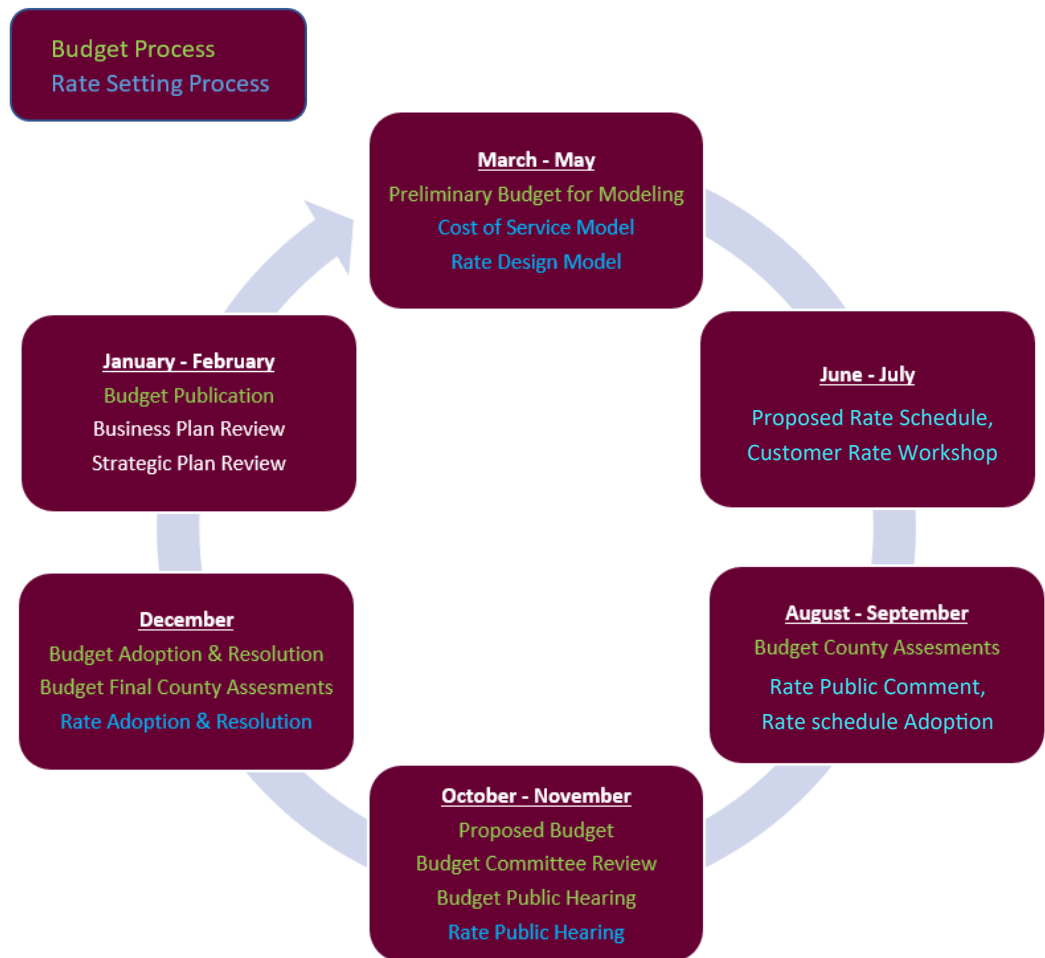 Budget Process
Rate Setting Process
March - May
Preliminary Budget for Modeling
Cost of Service Model
Rate Design Model
June - July
Proposed Rate Schedule,
Customer Rate Workshop
August - September
Budget County Assesments
Rate Public Comment,
Rate schedule Adoption
October - November
Proposed Budget
Budget Committee Review
Budget Public Hearing
Rate Public Hearing
December
Budget Adoption & Resolution
Budget Final County Assesments
Rate Adoption & Resolution
January - February
Budget Publication
Business Plan Review
Strategic Plan Review